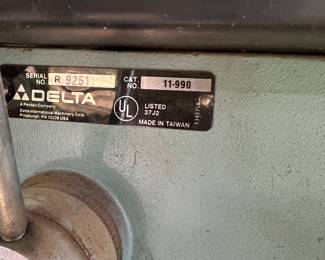 SERIAL NO. R 9251
CAT. NO. 11-990
DELTA
A Pentair Company
Delta International Machinery Corp.
Pittsburgh, PA 15238 USA
UL
LISTED
37J2
MADE IN TAIWAN